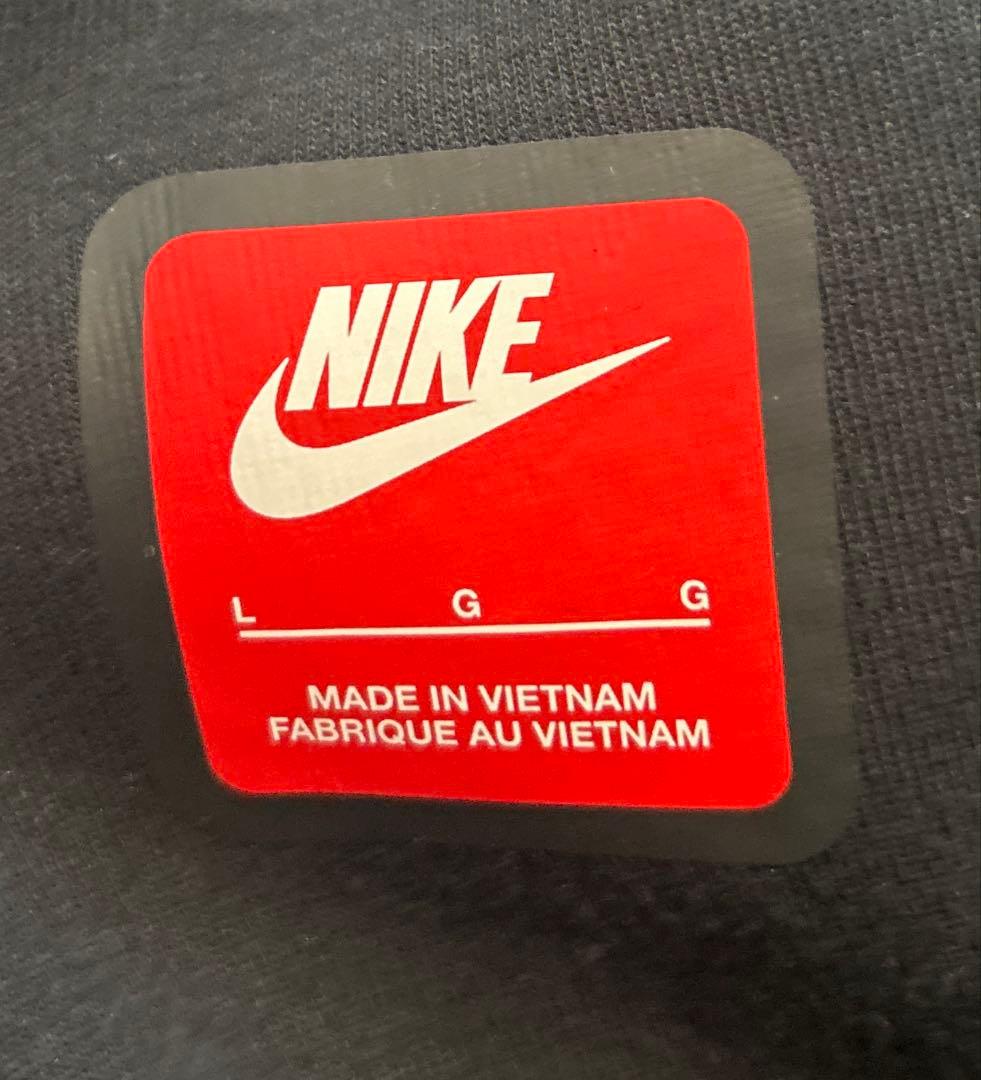 NIKE
L G G
MADE IN VIETNAM
FABRIQUE AU VIETNAM